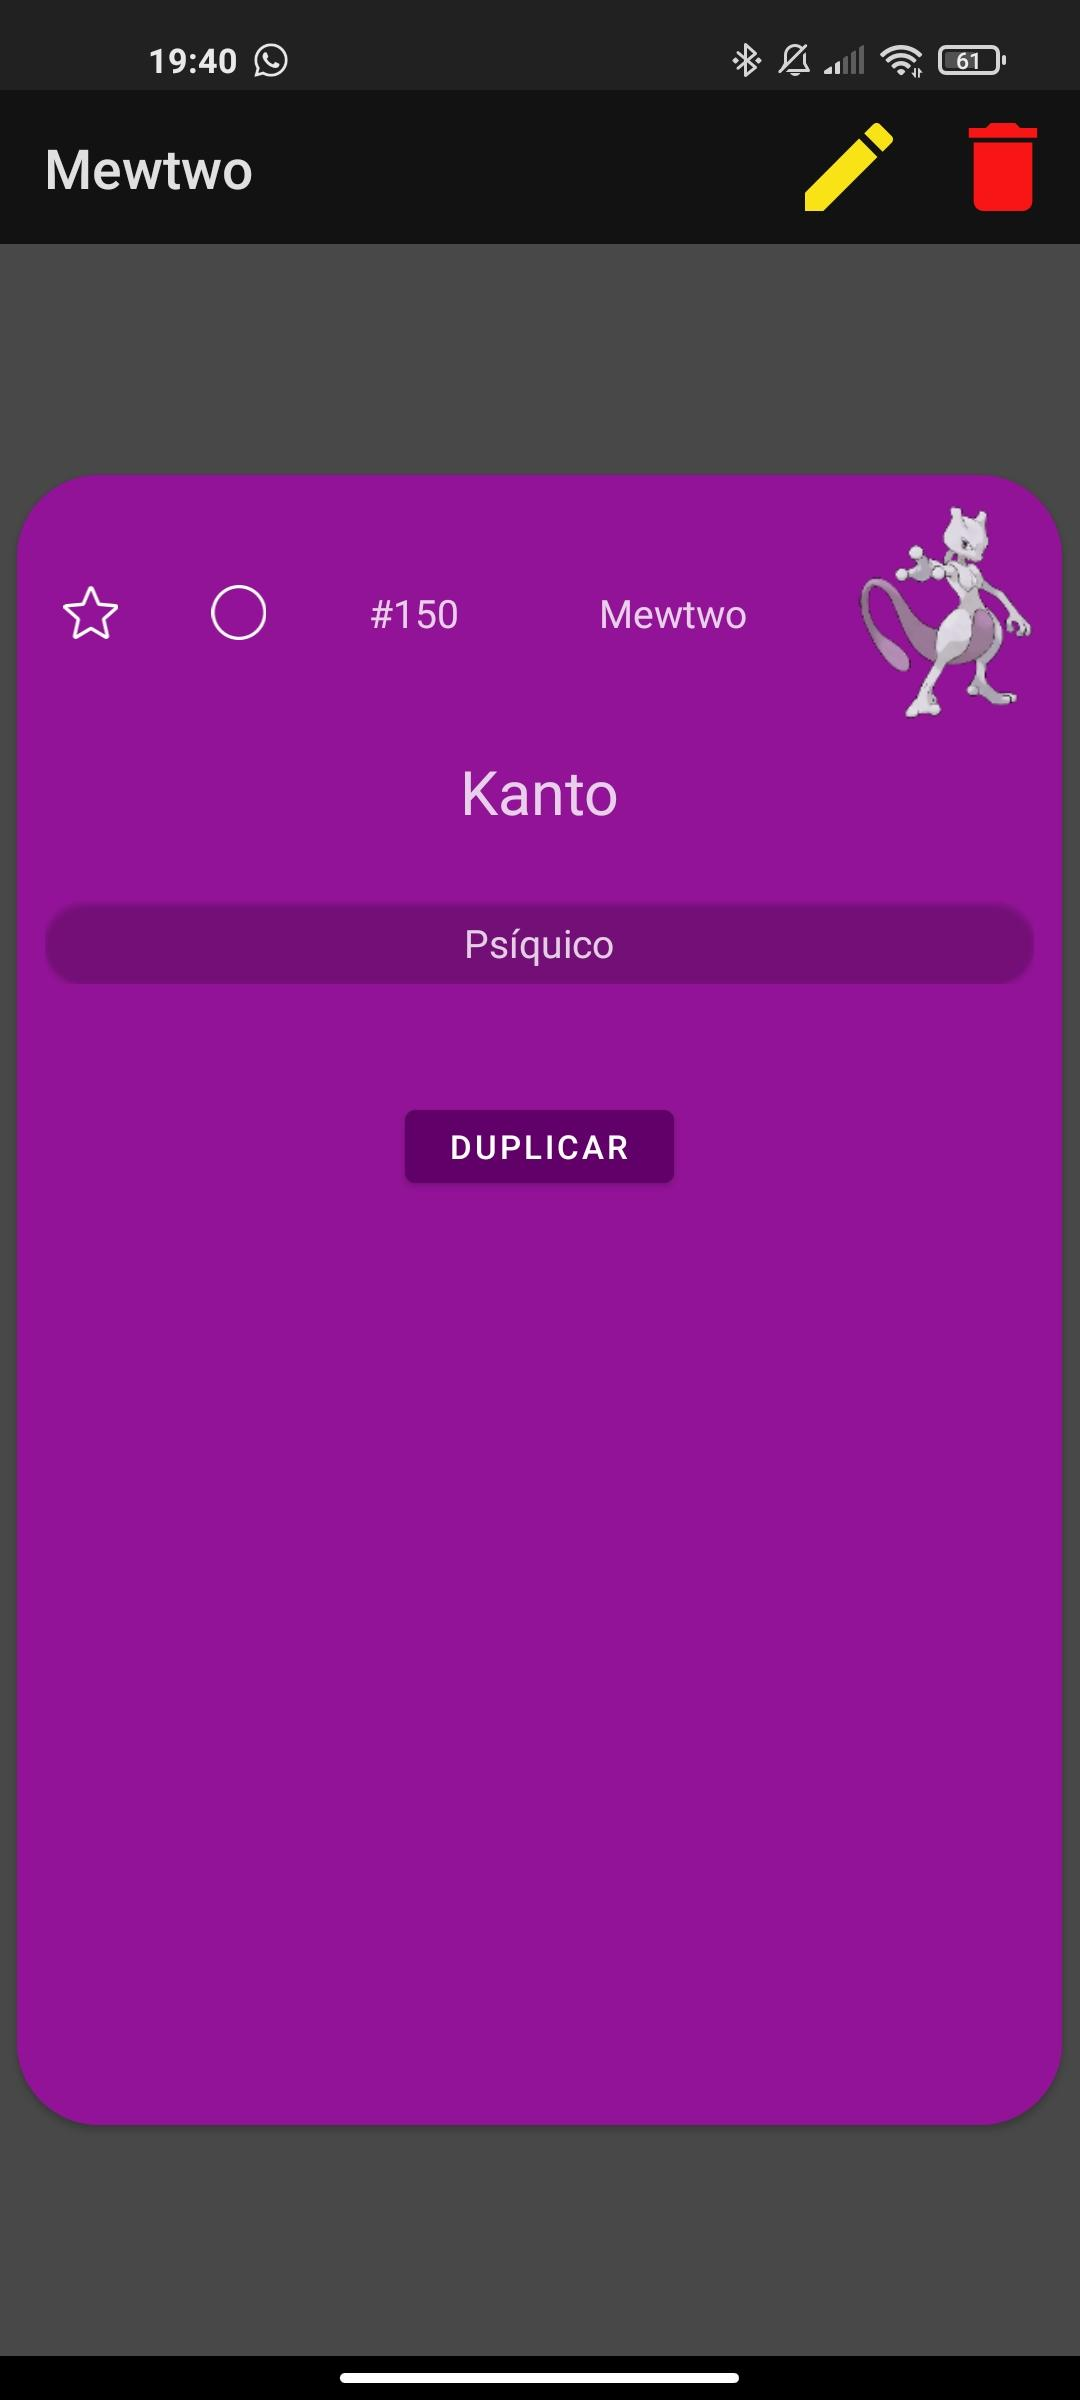 19:40
61
Mewtwo
#150 Mewtwo
Kanto
Psíquico
DUPLICAR